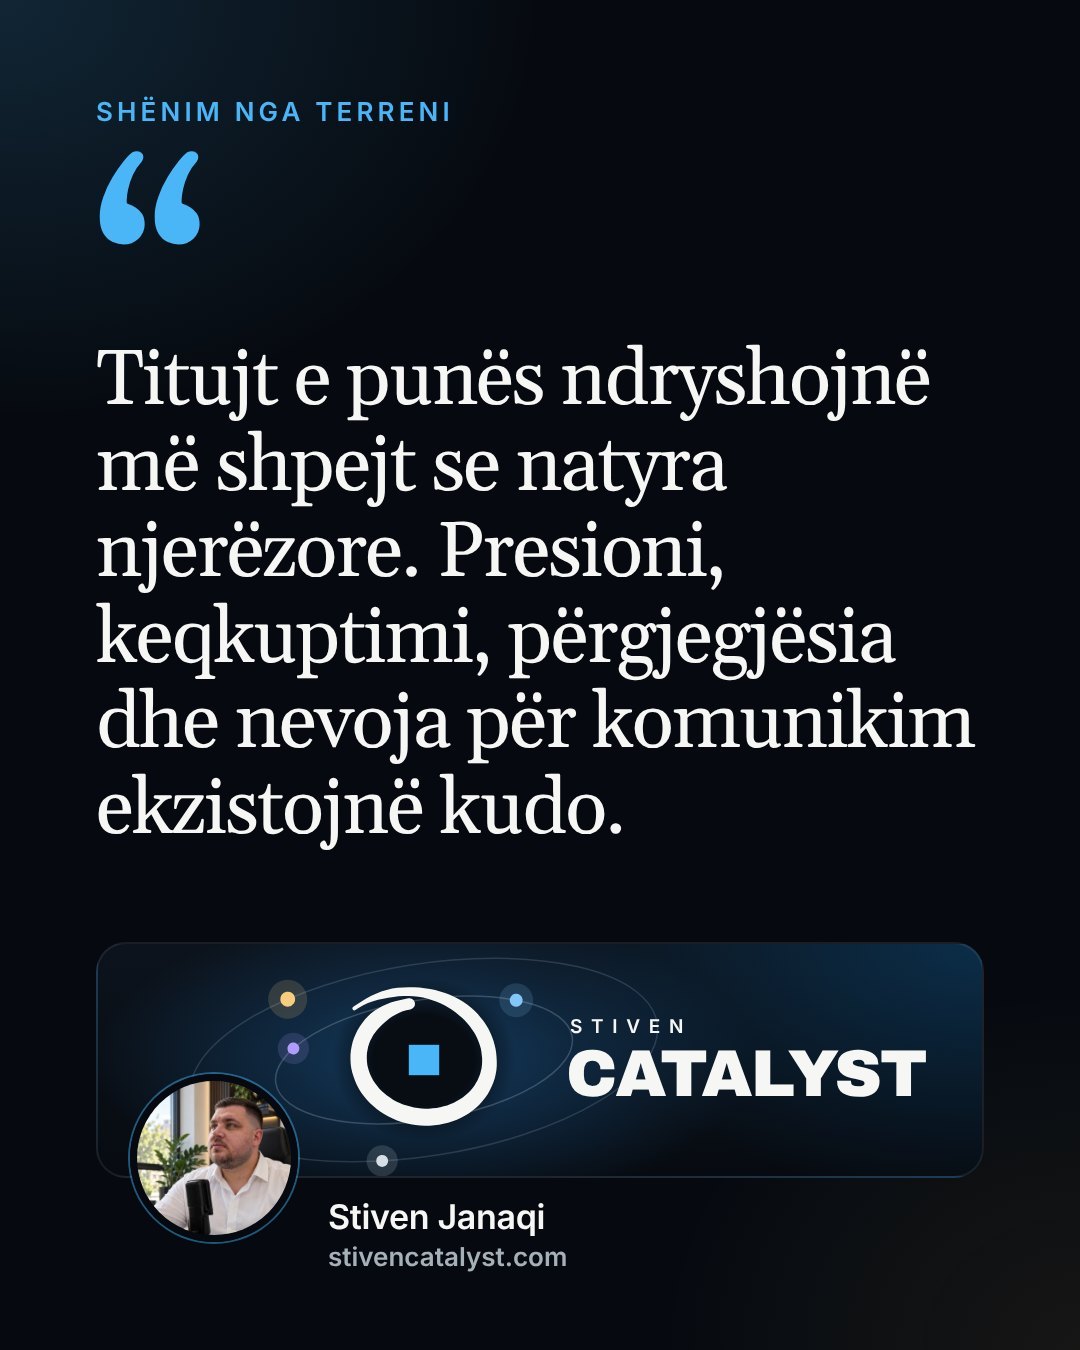 SHËNIM NGA TERRENI
“
Titujt e punës ndryshojnë
më shpejt se natyra
njerëzore. Presioni,
keqkuptimi, përgjegjësia
dhe nevoja për komunikim
ekzistojnë kudo.
STIVEN
CATALYST
Stiven Janaqi
stivencatalyst.com